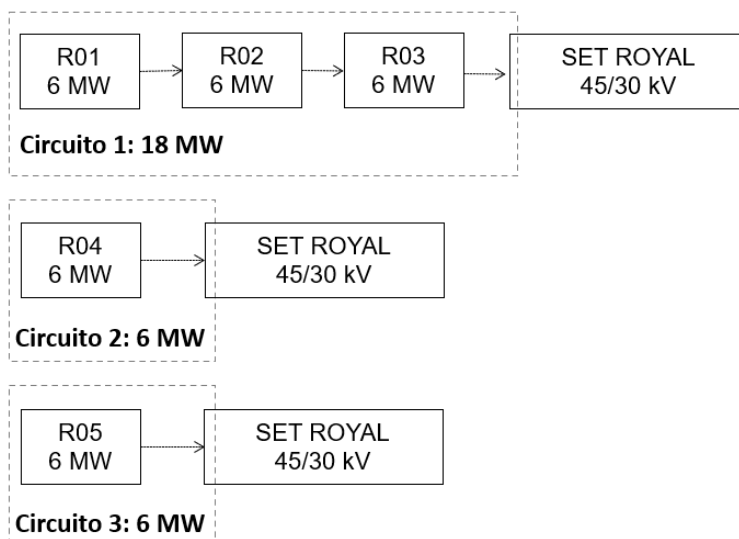 R01
6 MW
R02
6 MW
R03
6 MW
SET ROYAL
45/30 kV
Circuito 1: 18 MW
R04
6 MW
SET ROYAL
45/30 kV
Circuito 2: 6 MW
R05
6 MW
SET ROYAL
45/30 kV
Circuito 3: 6 MW